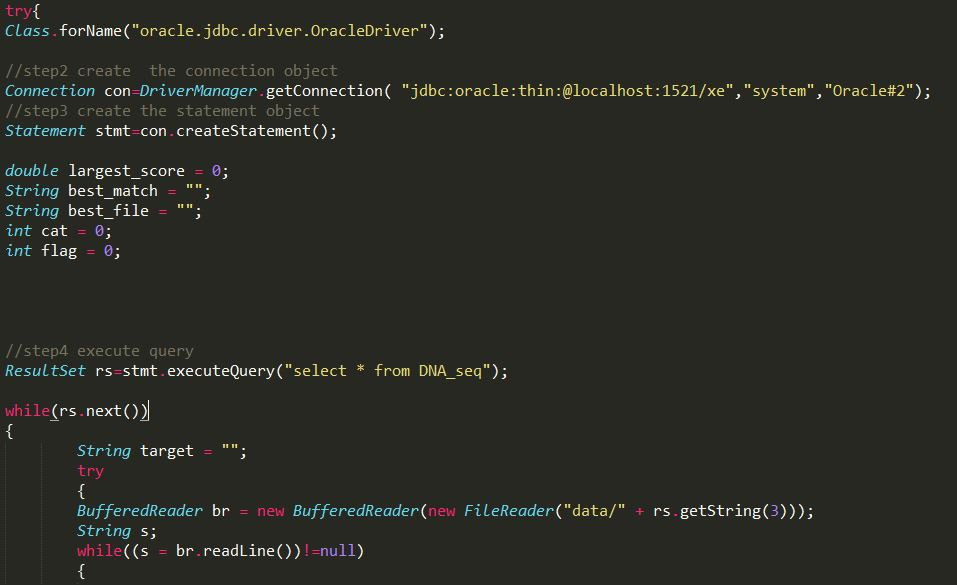 try{
Class.forName("oracle.jdbc.driver.OracleDriver");
//step2 create  the connection object
Connection con=DriverManager.getConnection( "jdbc:oracle:thin:@localhost:1521/xe","system","Oracle#2");
//step3 create the statement object
Statement stmt=con.createStatement();
double largest_score = 0;
String best_match = "";
String best_file = "";
int cat = 0;
int flag = 0;
//step4 execute query
ResultSet rs=stmt.executeQuery("select * from DNA_seq");
while(rs.next())
{
String target = "";
try
{
BufferedReader br = new BufferedReader(new FileReader("data/" + rs.getString(3)));
String s;
while((s = br.readLine())!=null)
{